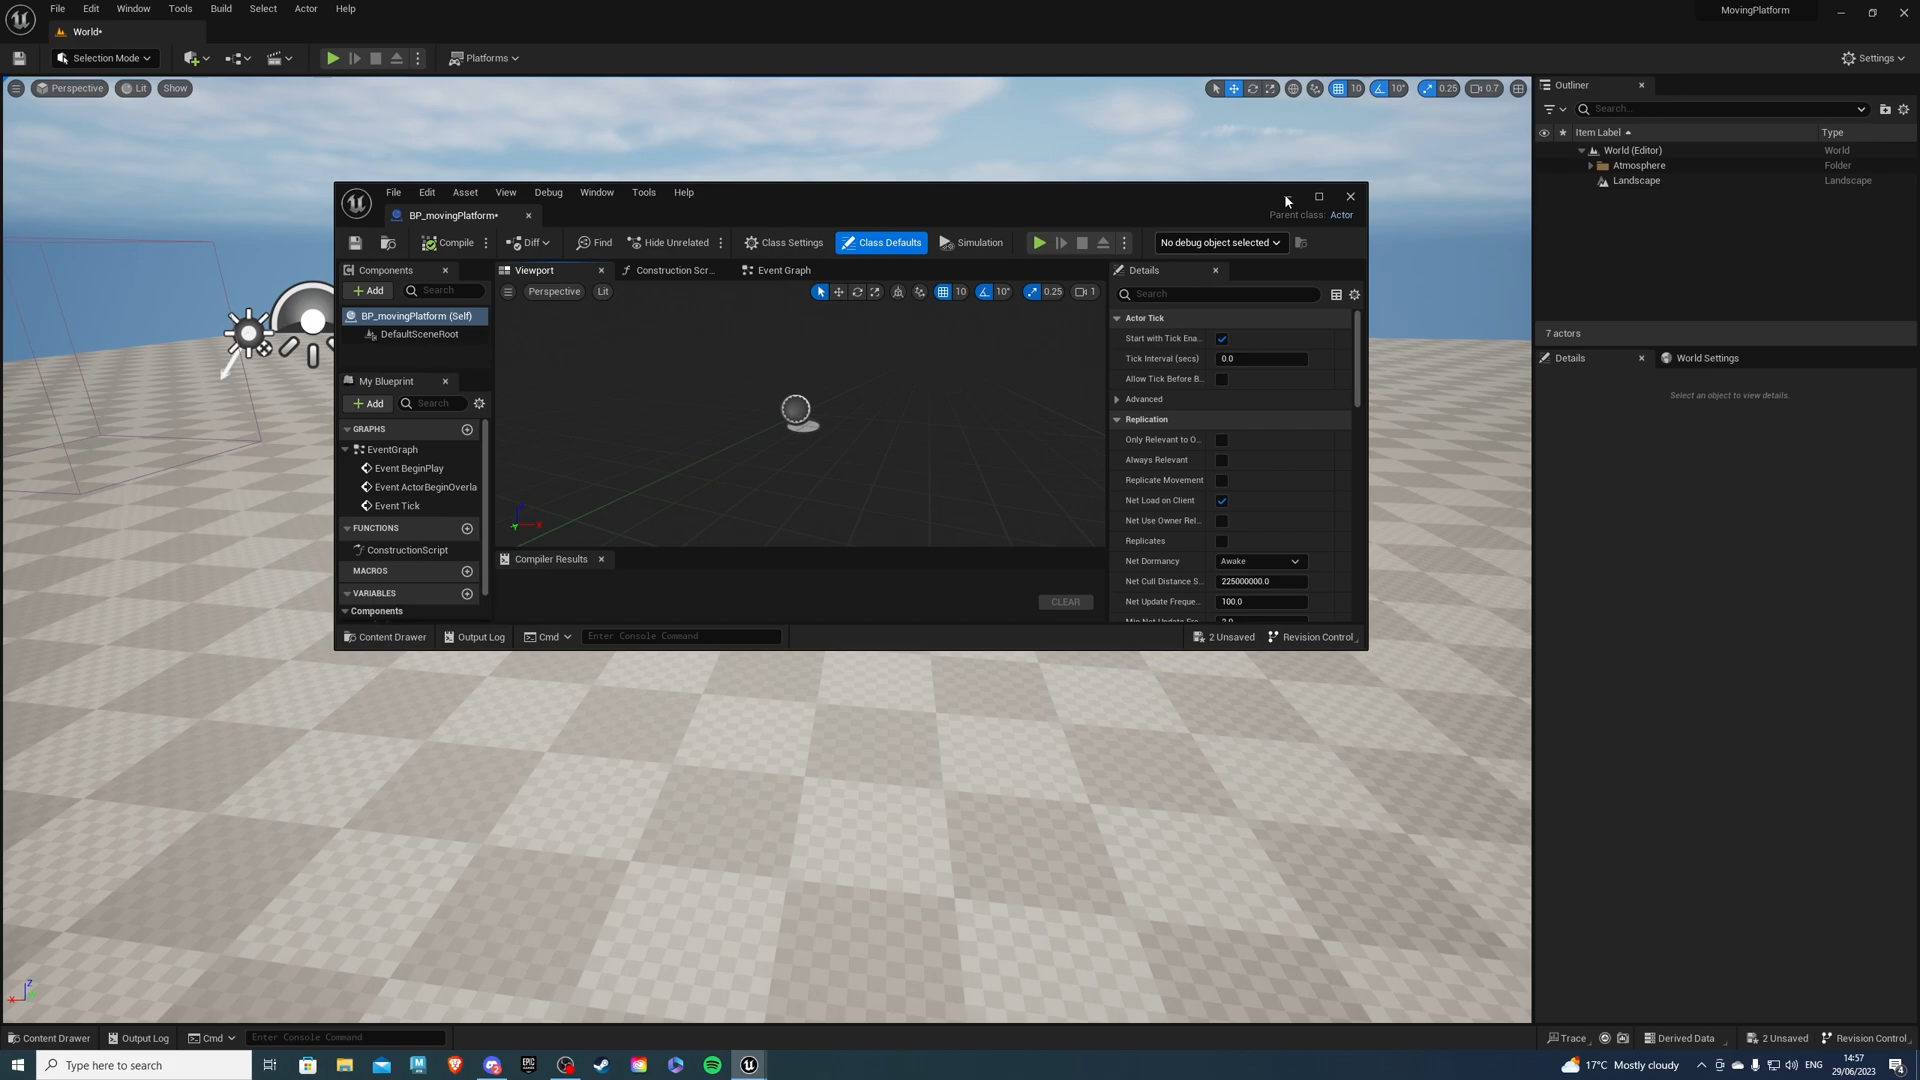 File Edit Window Tools Build Select Actor Help MovingPlatform
World*
Selection Mode Platforms Settings
Perspective Lit Show 10 10° 0.25 0.7
Outliner
Search...
Item Label Type
World (Editor) World
Atmosphere Folder
Landscape Landscape
7 actors
Details World Settings
Select an object to view details.
File Edit Asset View Debug Window Tools Help
BP_movingPlatform* Parent class: Actor
Compile Diff Find Hide Unrelated Class Settings Class Defaults Simulation No debug object selected
Components Viewport Construction Scr... Event Graph Details
+ Add Search Perspective Lit 10 10° 0.25 1 Search
BP_movingPlatform (Self)
DefaultSceneRoot
My Blueprint
+ Add Search
GRAPHS
EventGraph
Event BeginPlay
Event ActorBeginOverla
Event Tick
FUNCTIONS
ConstructionScript
MACROS
VARIABLES
Components
Compiler Results
CLEAR
Actor Tick
Start with Tick Ena...
Tick Interval (secs) 0.0
Allow Tick Before B...
Advanced
Replication
Only Relevant to O...
Always Relevant
Replicate Movement
Net Load on Client
Net Use Owner Rel...
Replicates
Net Dormancy Awake
Net Cull Distance S... 225000000.0
Net Update Freque... 100.0
Content Drawer Output Log Cmd Enter Console Command 2 Unsaved Revision Control
Content Drawer Output Log Cmd Enter Console Command Trace Derived Data 2 Unsaved Revision Control
Type here to search 17°C Mostly cloudy ENG 14:57
29/06/2023